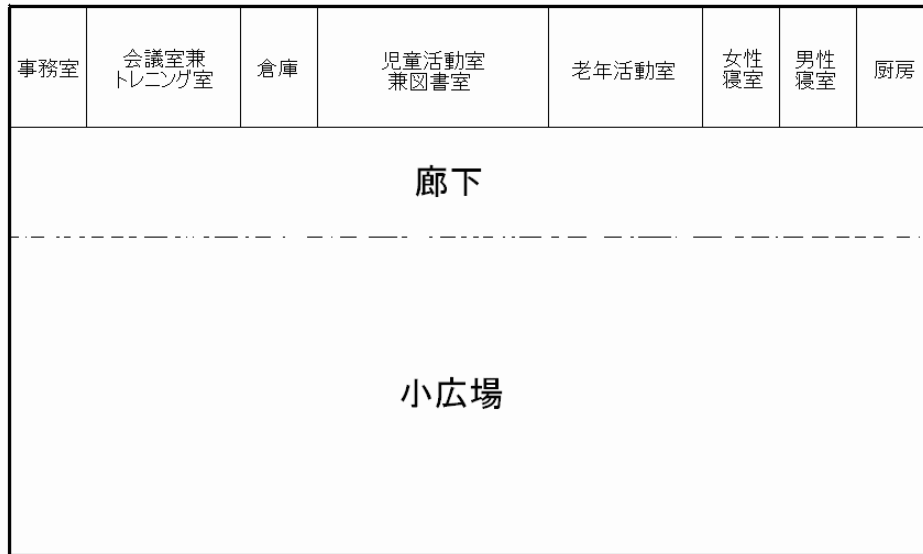 事務室
会議室兼
トレニング室
倉庫
児童活動室
兼図書室
老年活動室
女性
寝室
男性
寝室
厨房
廊下
小広場